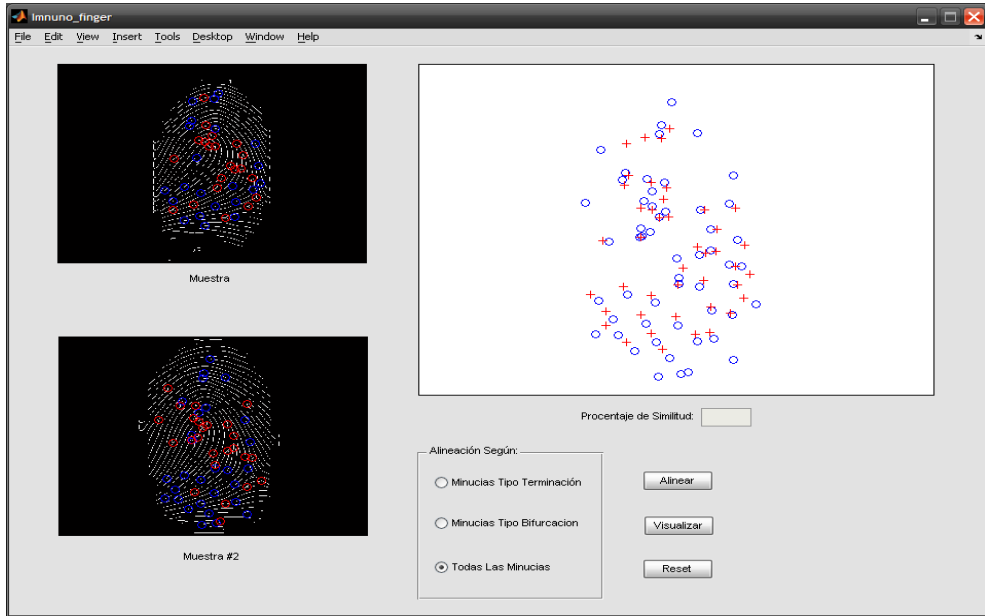 Imnuno_finger
File Edit View Insert Tools Desktop Window Help
Muestra
Muestra #2
Procentaje de Similitud:
Alineación Según:
Minucias Tipo Terminación
Minucias Tipo Bifurcacion
Todas Las Minucias
Alinear
Visualizar
Reset